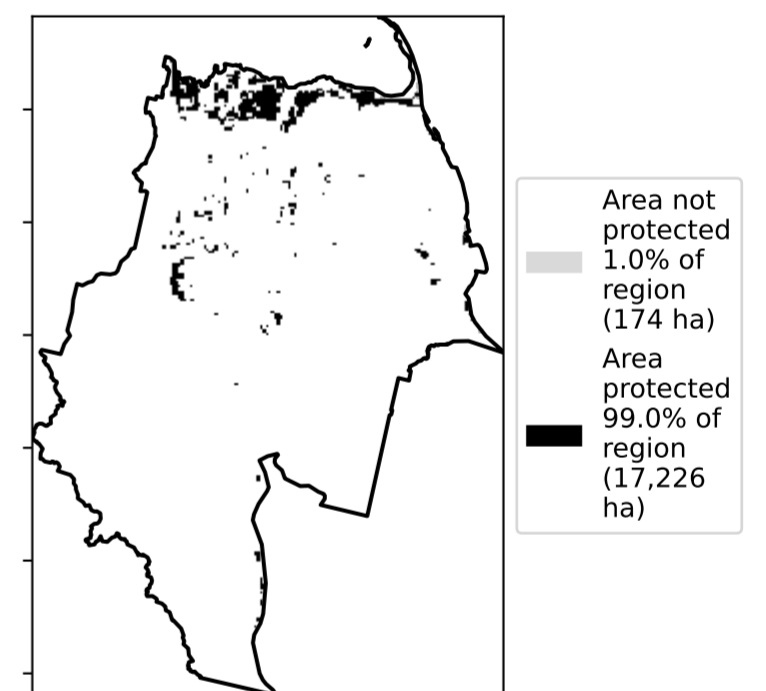 Area not
protected
1.0% of
region
(174 ha)
Area
protected
99.0% of
region
(17,226
ha)